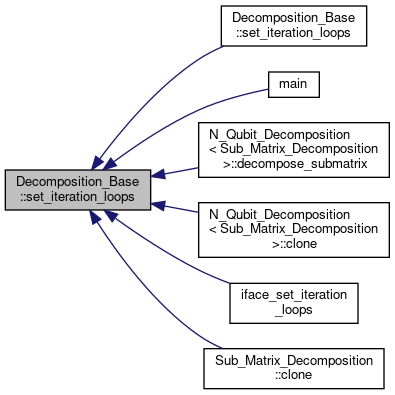 Decomposition_Base
::set_iteration_loops
main
N_Qubit_Decomposition
< Sub_Matrix_Decomposition
>::decompose_submatrix
Decomposition_Base
::set_iteration_loops
N_Qubit_Decomposition
< Sub_Matrix_Decomposition
>::clone
iface_set_iteration
_loops
Sub_Matrix_Decomposition
::clone